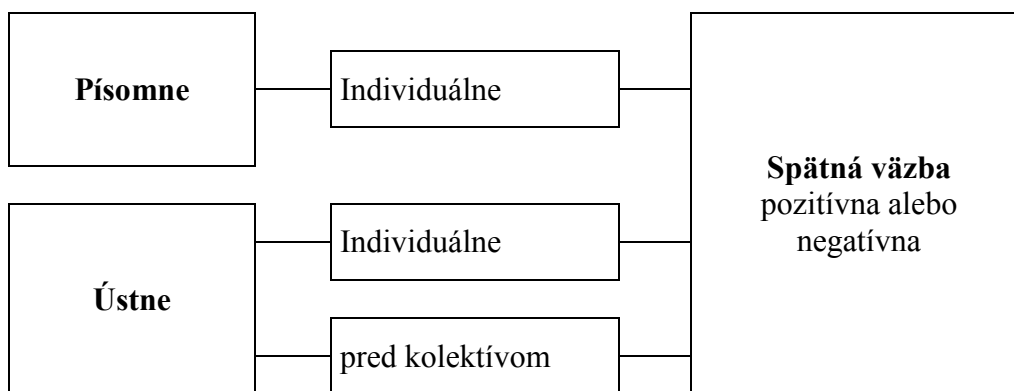 Písomne
Individuálne
Spätná väzba
pozitívna alebo
negatívna
Ústne
Individuálne
pred kolektívom